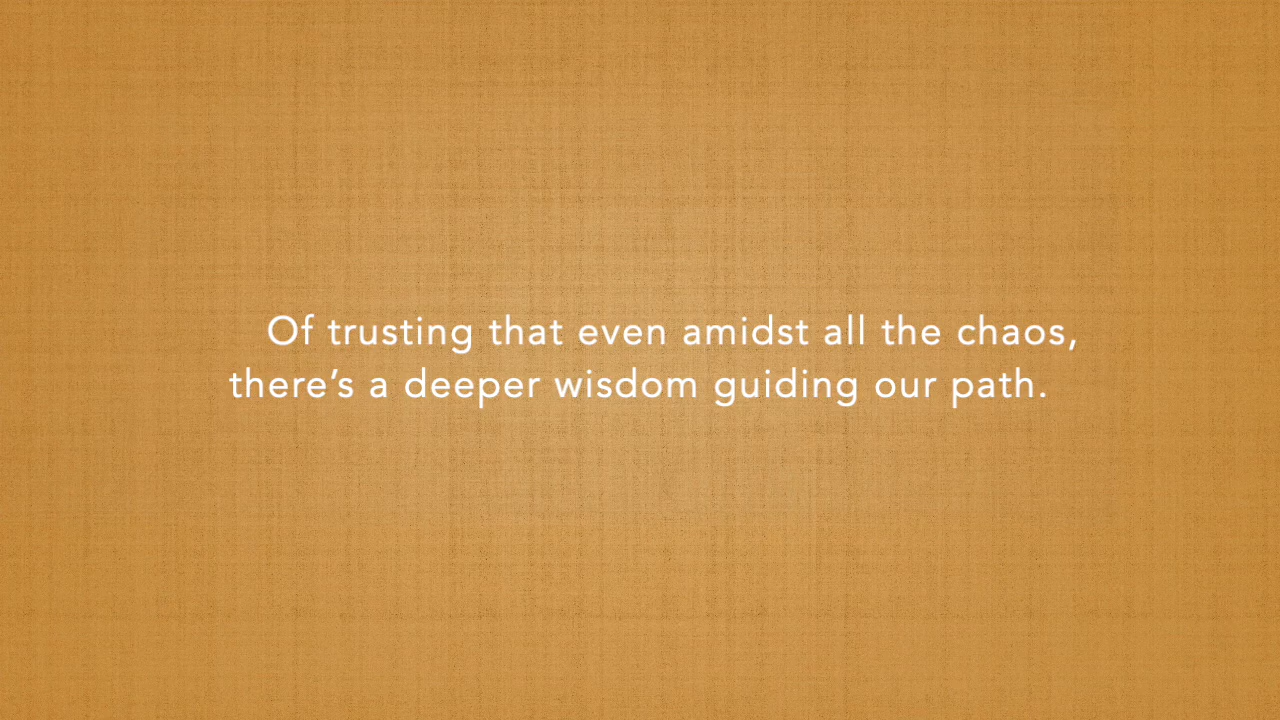 Of trusting that even amidst all the chaos,
there’s a deeper wisdom guiding our path.